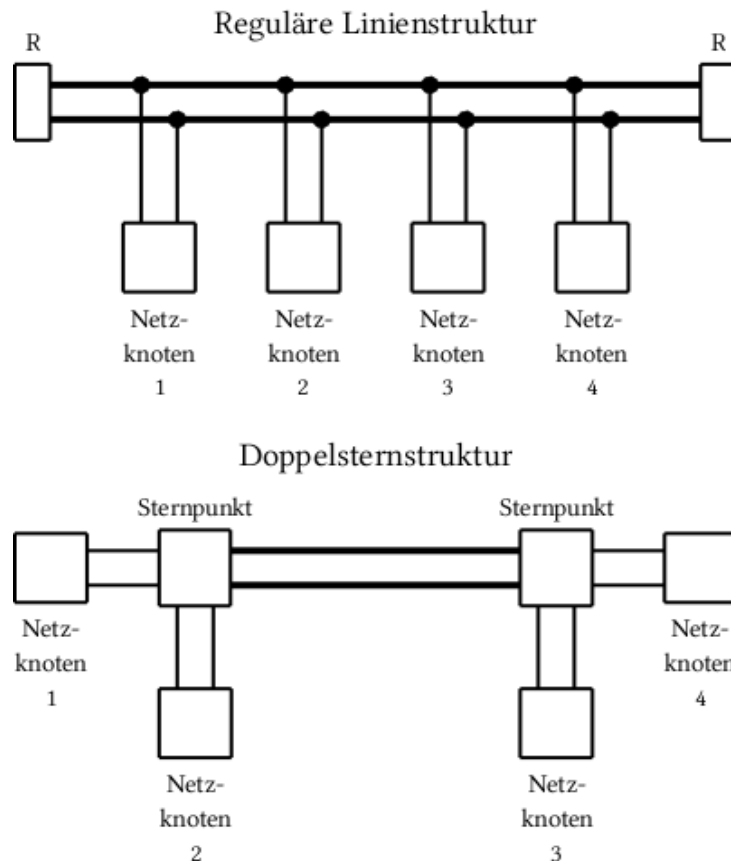 Reguläre Linienstruktur
R R
Netz- Netz- Netz- Netz-
knoten knoten knoten knoten
1 2 3 4
Doppelsternstruktur
Sternpunkt Sternpunkt
Netz- Netz-
knoten knoten
1 4
Netz- Netz-
knoten knoten
2 3